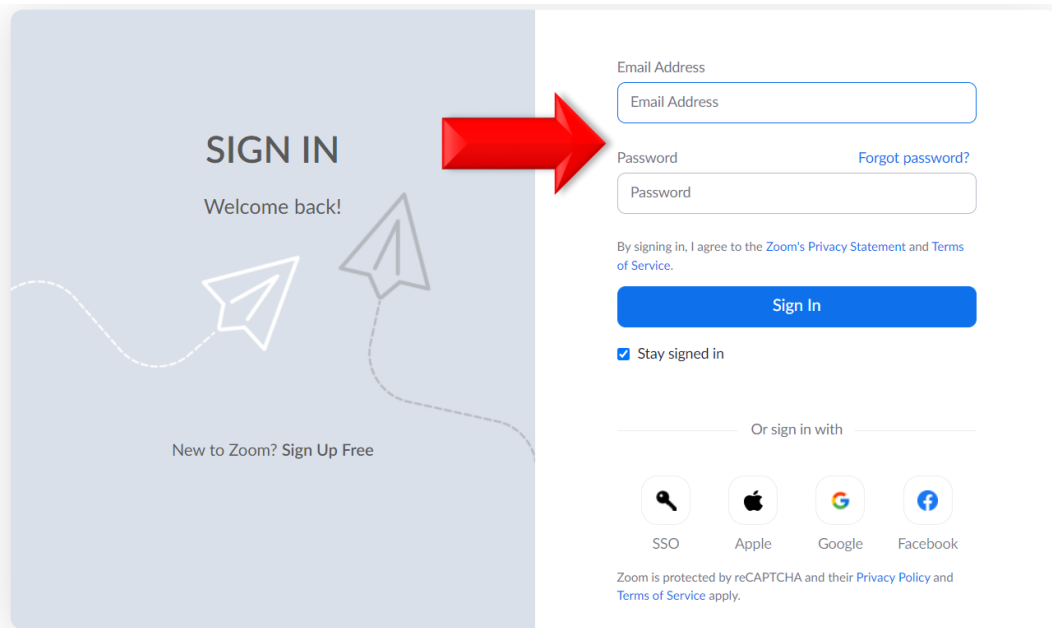 SIGN IN
Welcome back!
New to Zoom? Sign Up Free
Email Address
Email Address
Password Forgot password?
Password
By signing in, I agree to the Zoom's Privacy Statement and Terms
of Service.
Sign In
Stay signed in
Or sign in with
SSO Apple Google Facebook
Zoom is protected by reCAPTCHA and their Privacy Policy and
Terms of Service apply.